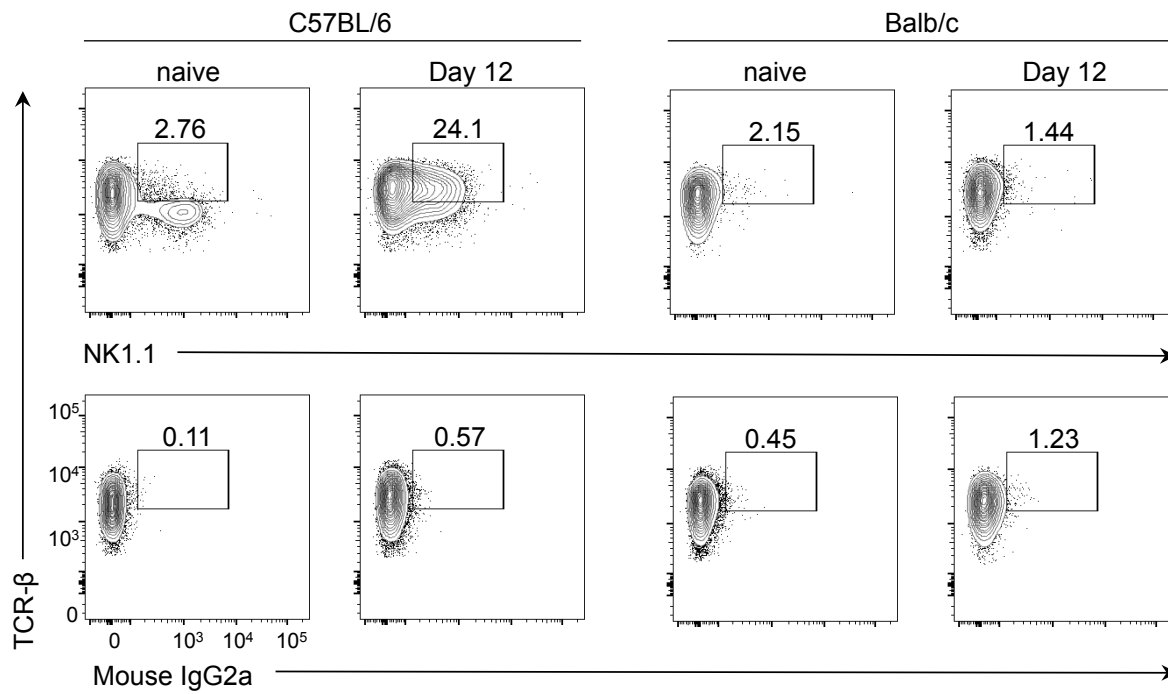 C57BL/6 Balb/c
naive Day 12 naive Day 12
2.76 24.1 2.15 1.44
NK1.1
0.11 0.57 0.45 1.23
TCR-β
10⁵
10⁴
10³
0
0 10³ 10⁴ 10⁵
Mouse IgG2a